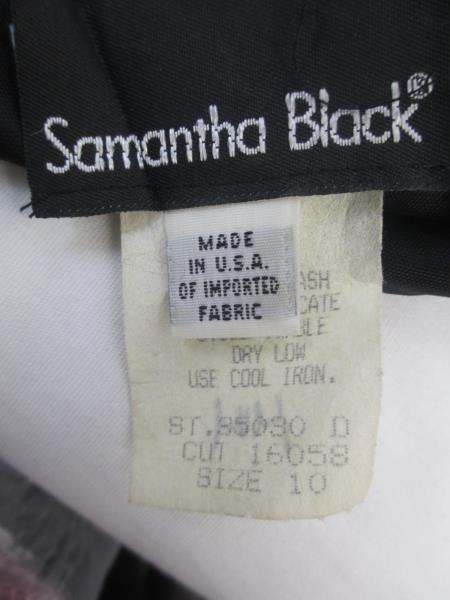 Samantha Black®
MADE
IN U.S.A.
OF IMPORTED
FABRIC
DRY LOW
USE COOL IRON.
ST.85030 D
CUT 16058
SIZE 10